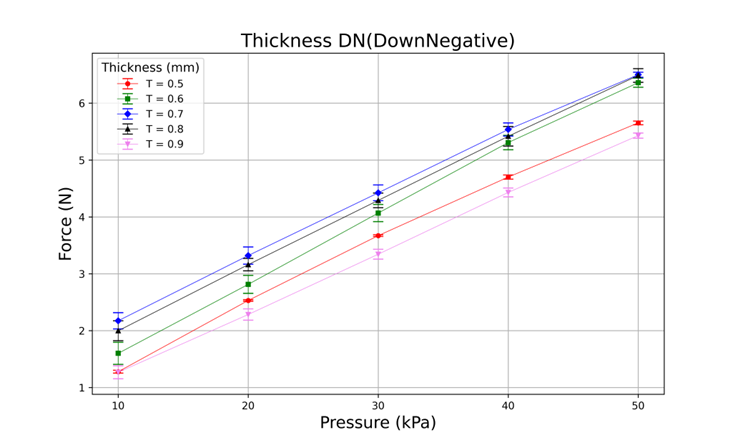 Thickness DN(DownNegative)
Thickness (mm)
T = 0.5
T = 0.6
T = 0.7
T = 0.8
T = 0.9
6
5
4
3
2
1
Force (N)
10 20 30 40 50
Pressure (kPa)